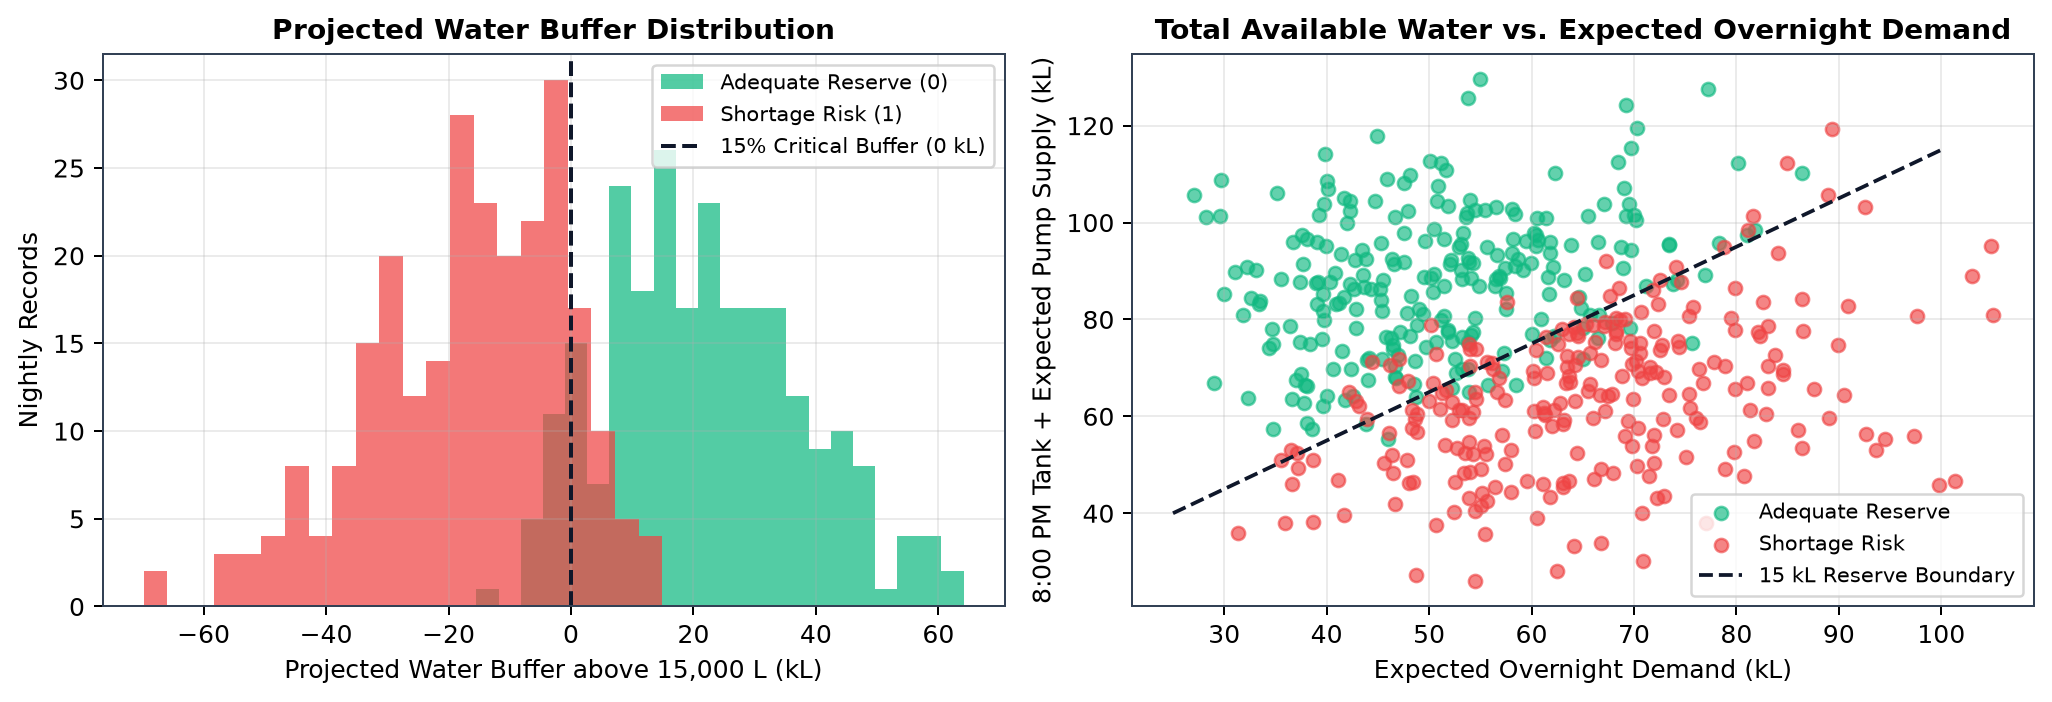 Projected Water Buffer Distribution
Nightly Records
30
25
20
15
10
5
0
Adequate Reserve (0)
Shortage Risk (1)
15% Critical Buffer (0 kL)
−60
−40
−20
0
20
40
60
Projected Water Buffer above 15,000 L (kL)
Total Available Water vs. Expected Overnight Demand
8:00 PM Tank + Expected Pump Supply (kL)
120
100
80
60
40
Adequate Reserve
Shortage Risk
15 kL Reserve Boundary
30
40
50
60
70
80
90
100
Expected Overnight Demand (kL)